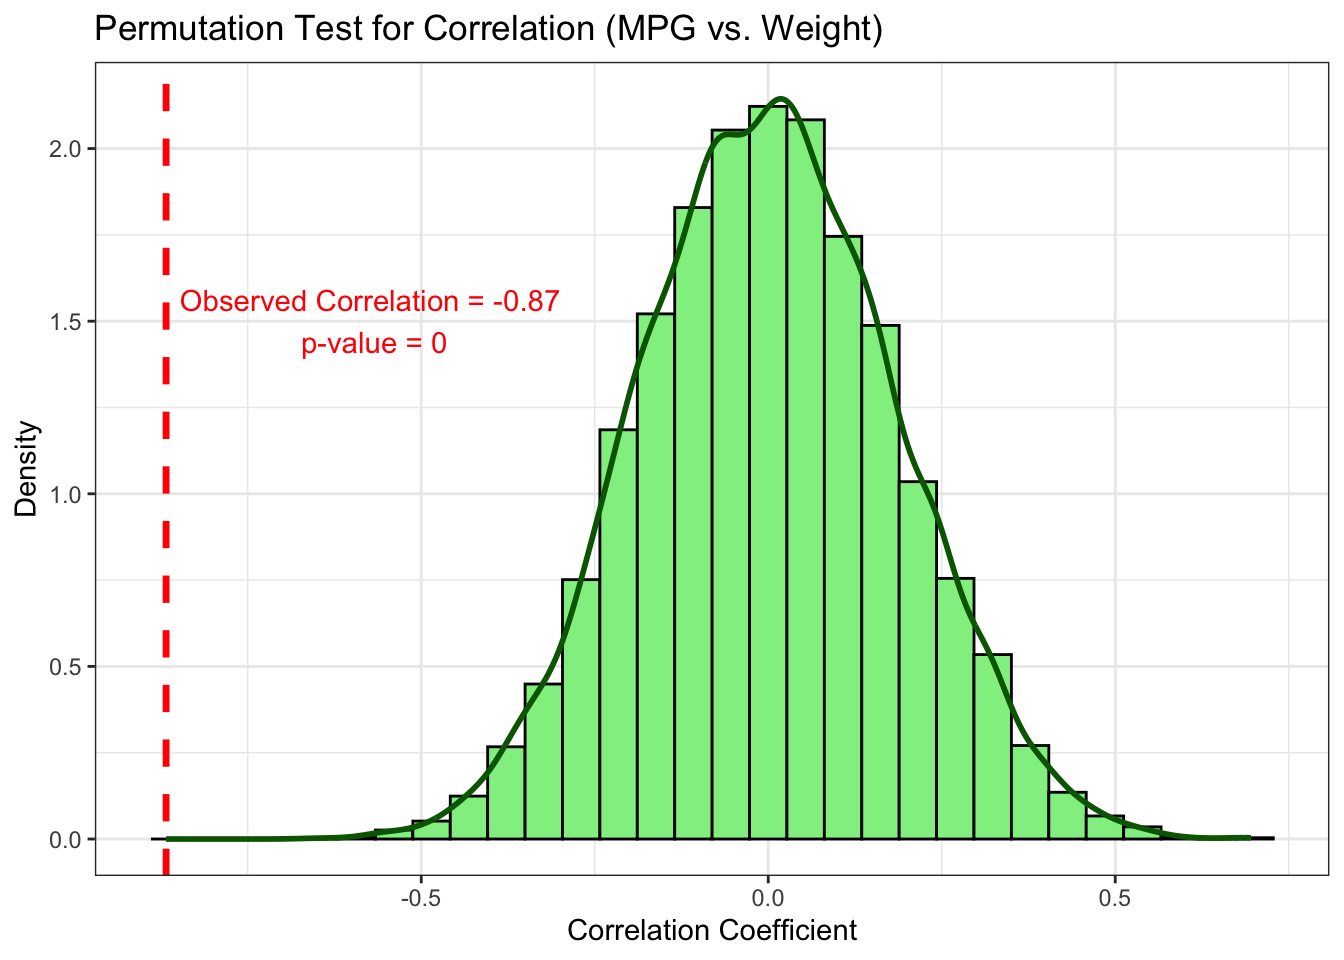 Permutation Test for Correlation (MPG vs. Weight)
2.0
1.5
1.0
0.5
0.0
Density
Observed Correlation = -0.87
p-value = 0
-0.5
0.0
0.5
Correlation Coefficient